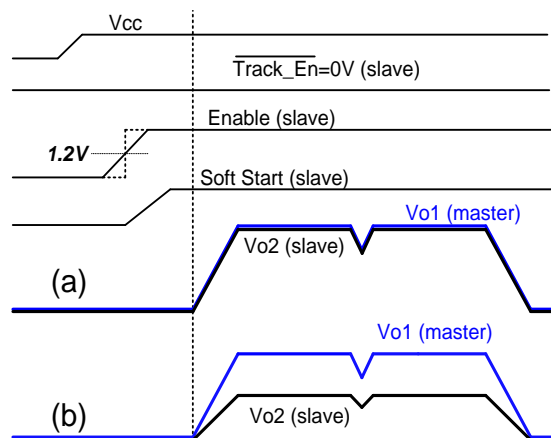 Vcc
Track_En=0V (slave)
Enable (slave)
1.2V
Soft Start (slave)
Vo1 (master)
Vo2 (slave)
(a)
Vo1 (master)
Vo2 (slave)
(b)